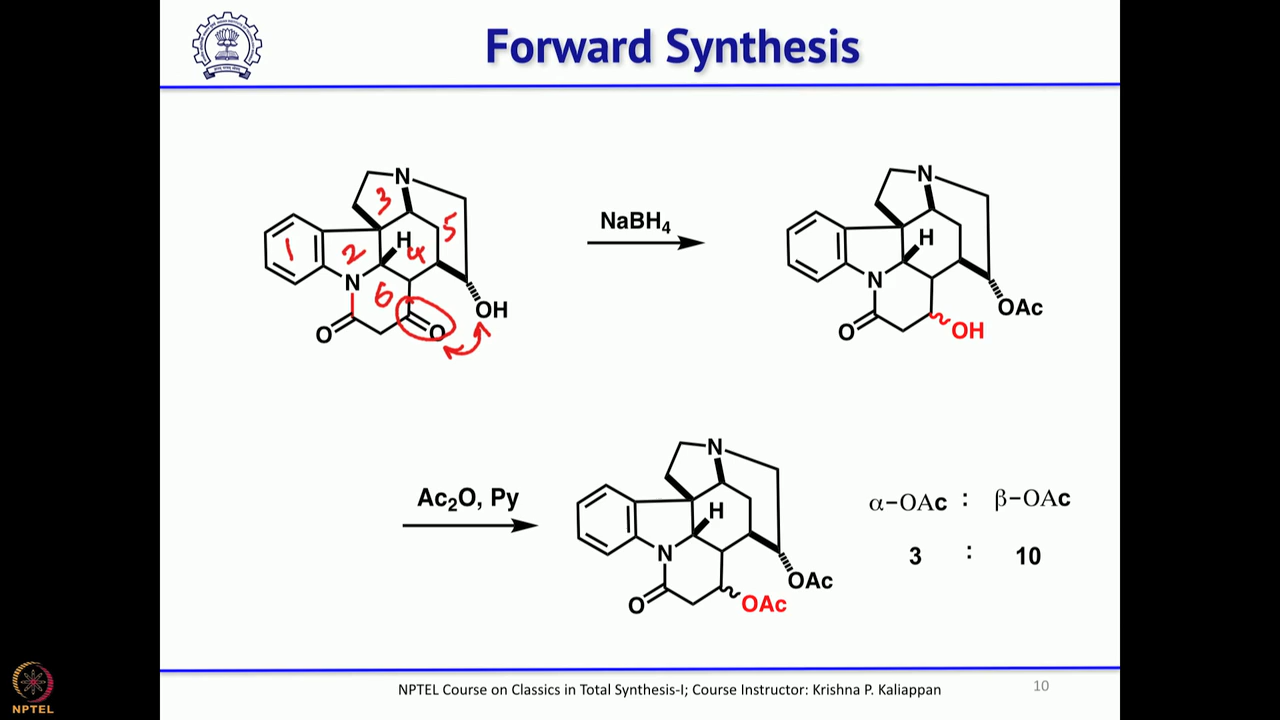 Forward Synthesis
N
3
5
H
1
2
4
N
6
OH
O
O
NaBH4
N
H
N
OAc
O
OH
Ac2O, Py
N
H
N
OAc
O
OAc
α–OAc : β–OAc
3 : 10
NPTEL
NPTEL Course on Classics in Total Synthesis-I; Course Instructor: Krishna P. Kaliappan
10